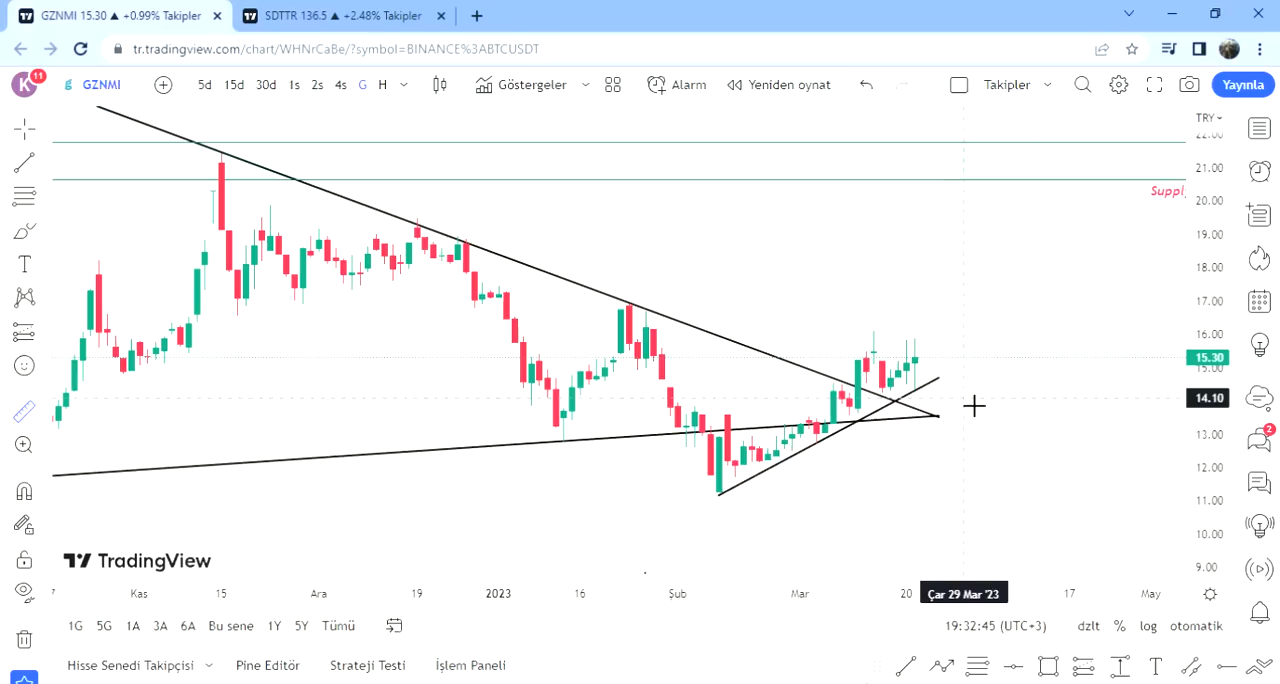 GZNMI 15.30 ▲ +0.99% Takipler
SDTTR 136.5 ▲ +2.48% Takipler
tr.tradingview.com/chart/WHNrCaBe/?symbol=BINANCE%3ABTCUSDT
K 11 g GZNMI 5d 15d 30d 1s 2s 4s G H Göstergeler Alarm Yeniden oynat Takipler Yayınla
TRY
22.00
21.00
Suppl
20.00
19.00
18.00
17.00
16.00
15.30
15.00
14.10
13.00
2
12.00
11.00
10.00
TradingView
9.00
Kas 15 Ara 19 2023 16 Şub Mar 20 Çar 29 Mar '23 17 May
1G 5G 1A 3A 6A Bu sene 1Y 5Y Tümü 19:32:45 (UTC+3) dzlt % log otomatik
Hisse Senedi Takipçisi Pine Editör Strateji Testi İşlem Paneli